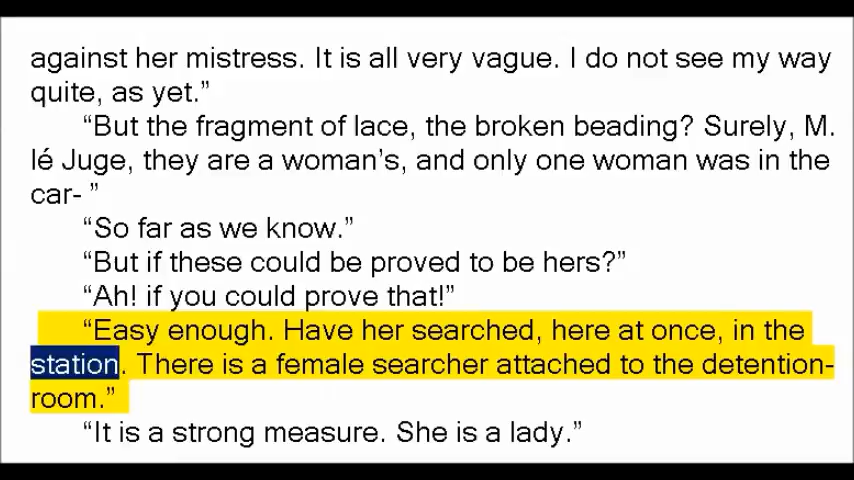 against her mistress. It is all very vague. I do not see my way
quite, as yet.”
“But the fragment of lace, the broken beading? Surely, M.
lé Juge, they are a woman’s, and only one woman was in the
car- ”
“So far as we know.”
“But if these could be proved to be hers?”
“Ah! if you could prove that!”
“Easy enough. Have her searched, here at once, in the
station. There is a female searcher attached to the detention-
room.”
“It is a strong measure. She is a lady.”